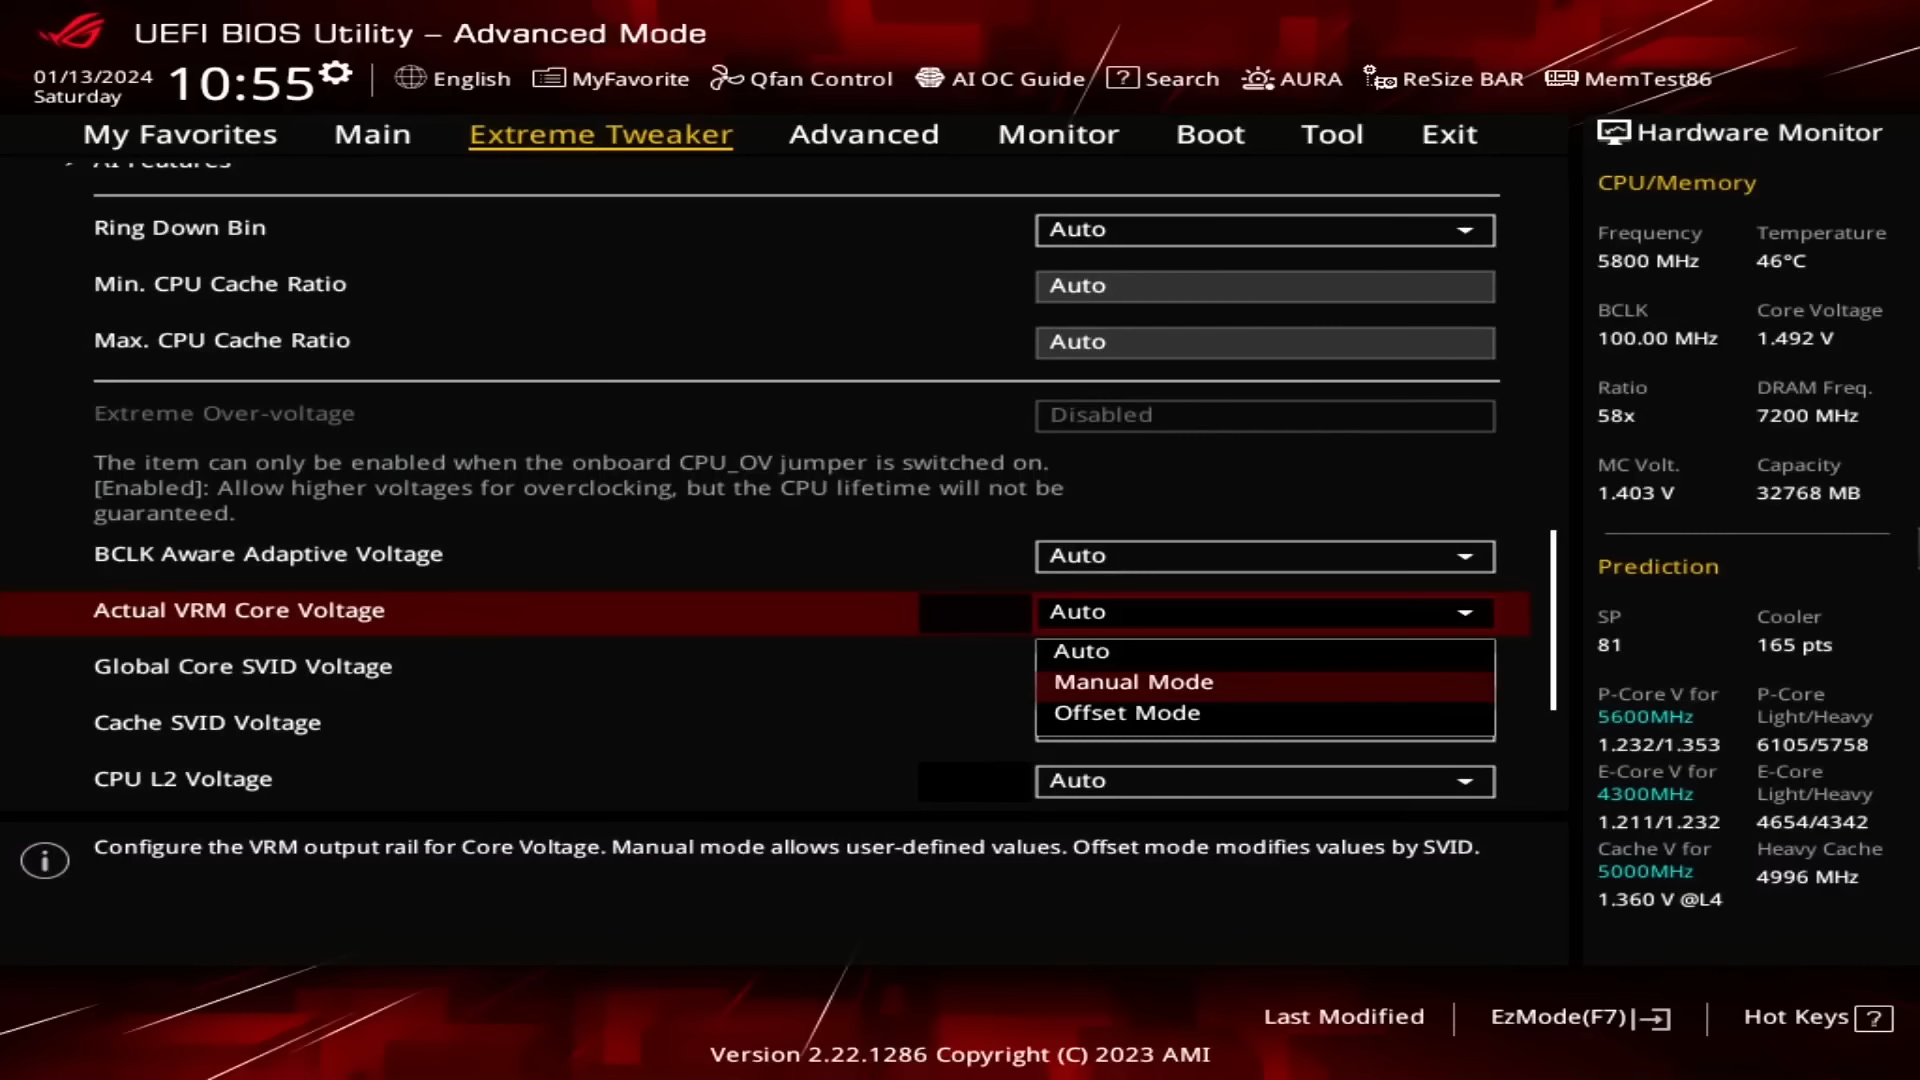 UEFI BIOS Utility – Advanced Mode
01/13/2024
Saturday
10:55
English
MyFavorite
Qfan Control
AI OC Guide
? Search
AURA
ReSize BAR
MemTest86
My Favorites
Main
Extreme Tweaker
Advanced
Monitor
Boot
Tool
Exit
AI Features
Ring Down Bin
Auto
Min. CPU Cache Ratio
Auto
Max. CPU Cache Ratio
Auto
Extreme Over-voltage
Disabled
The item can only be enabled when the onboard CPU_OV jumper is switched on.
[Enabled]: Allow higher voltages for overclocking, but the CPU lifetime will not be
guaranteed.
BCLK Aware Adaptive Voltage
Auto
Actual VRM Core Voltage
Auto
Auto
Manual Mode
Offset Mode
Global Core SVID Voltage
Cache SVID Voltage
CPU L2 Voltage
Auto
Configure the VRM output rail for Core Voltage. Manual mode allows user-defined values. Offset mode modifies values by SVID.
Hardware Monitor
CPU/Memory
Frequency Temperature
5800 MHz 46°C
BCLK Core Voltage
100.00 MHz 1.492 V
Ratio DRAM Freq.
58x 7200 MHz
MC Volt. Capacity
1.403 V 32768 MB
Prediction
SP Cooler
81 165 pts
P-Core V for P-Core
5600MHz Light/Heavy
1.232/1.353 6105/5758
E-Core V for E-Core
4300MHz Light/Heavy
1.211/1.232 4654/4342
Cache V for Heavy Cache
5000MHz 4996 MHz
1.360 V @L4
Last Modified
EzMode(F7)
Hot Keys ?
Version 2.22.1286 Copyright (C) 2023 AMI